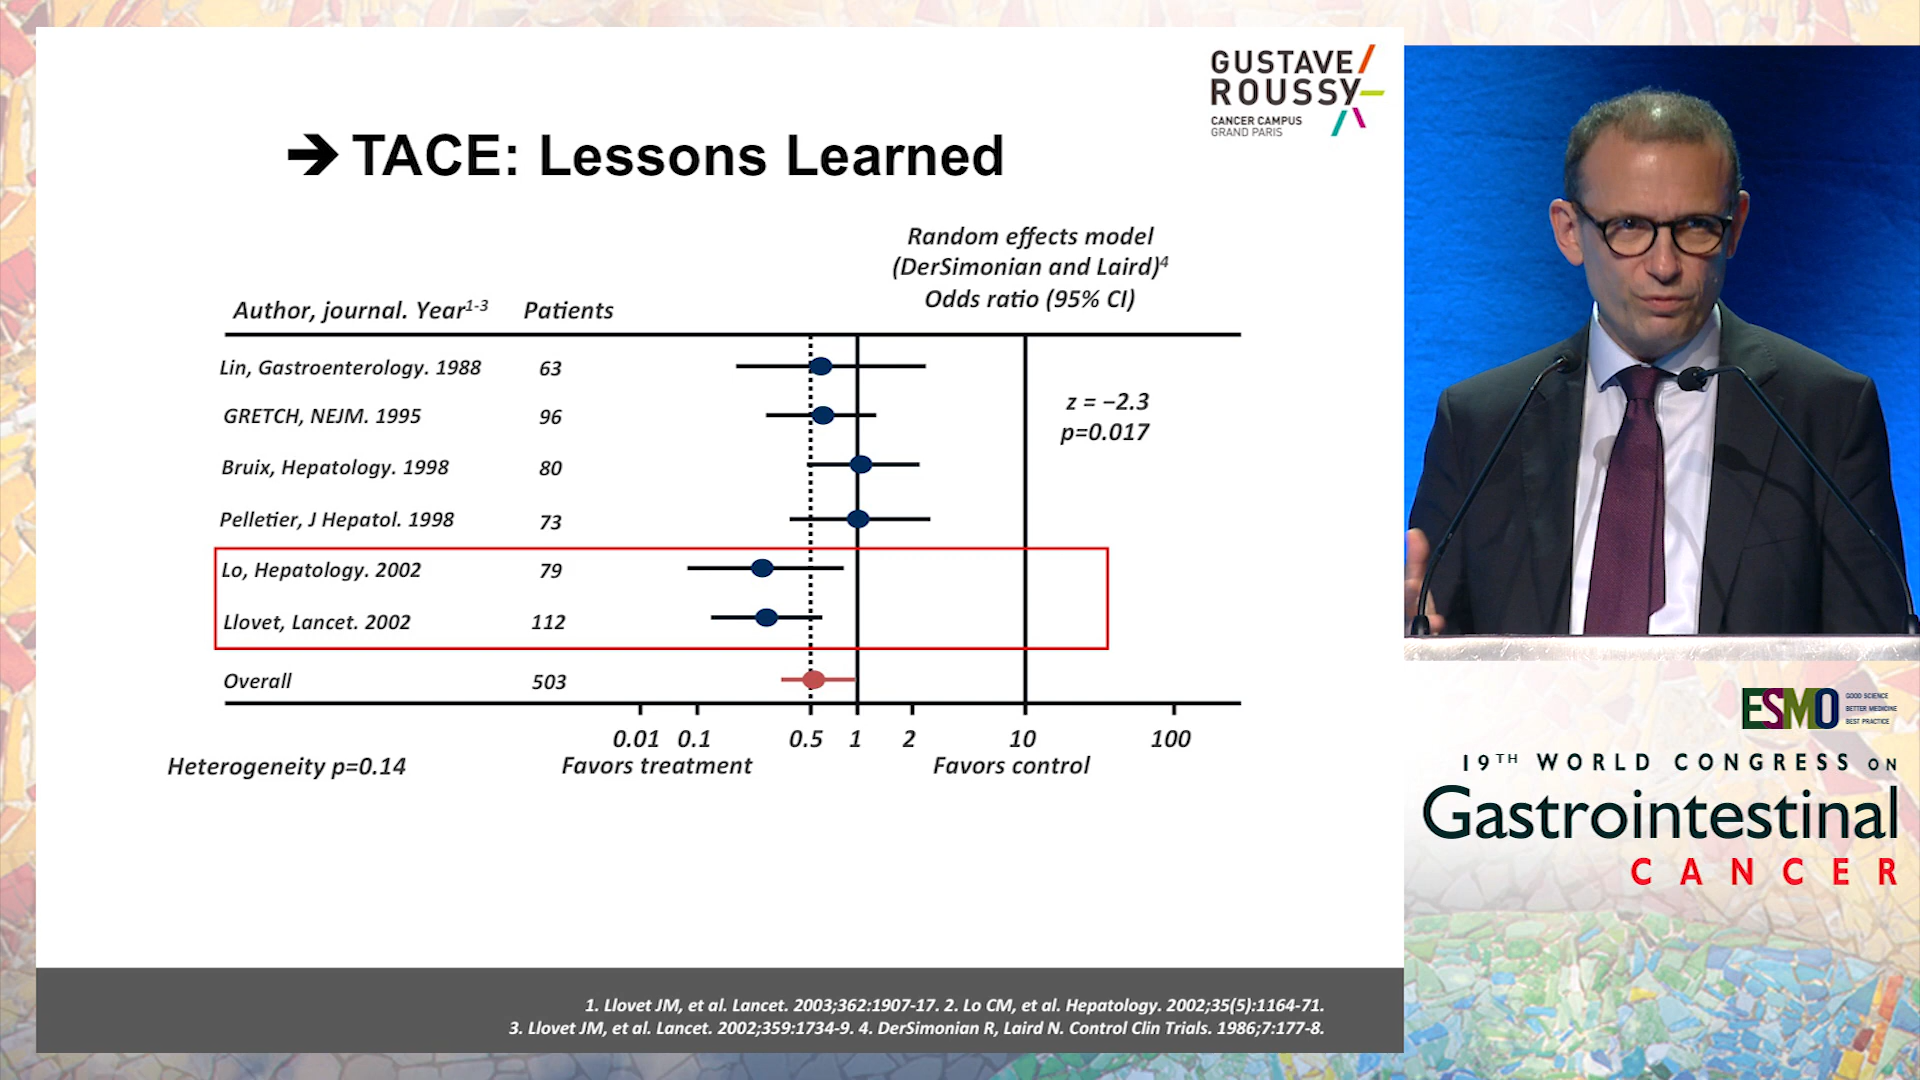 GUSTAVE
ROUSSY
CANCER CAMPUS
GRAND PARIS
➔ TACE: Lessons Learned
Random effects model
(DerSimonian and Laird)⁴
Odds ratio (95% CI)
Author, journal. Year¹⁻³ Patients
Lin, Gastroenterology. 1988 63
GRETCH, NEJM. 1995 96
z = −2.3
p=0.017
Bruix, Hepatology. 1998 80
Pelletier, J Hepatol. 1998 73
Lo, Hepatology. 2002 79
Llovet, Lancet. 2002 112
Overall 503
0.01 0.1 0.5 1 2 10 100
Heterogeneity p=0.14 Favors treatment Favors control
1. Llovet JM, et al. Lancet. 2003;362:1907-17. 2. Lo CM, et al. Hepatology. 2002;35(5):1164-71.
3. Llovet JM, et al. Lancet. 2002;359:1734-9. 4. DerSimonian R, Laird N. Control Clin Trials. 1986;7:177-8.
ESMO
GOOD SCIENCE
BETTER MEDICINE
BEST PRACTICE
19TH WORLD CONGRESS ON
Gastrointestinal
CANCER